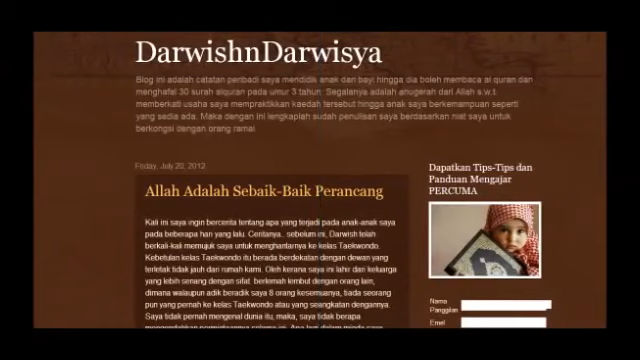 DarwishnDarwisya
Blog ini adalah catatan peribadi saya mendidik anak dari bayi hingga dia boleh membaca al quran dan
menghafal 30 surah alquran pada umur 3 tahun. Segalanya adalah anugerah dari Allah s.w.t.
memberkati usaha saya mempraktikkan kaedah tersebut hingga anak saya berkemampuan seperti
yang sedia ada. Maka dengan ini lengkaplah sudah penulisan saya berdasarkan niat saya untuk
berkongsi dengan orang ramai
Friday, July 20, 2012
Allah Adalah Sebaik-Baik Perancang
Kali ini saya ingin bercerita tentang apa yang terjadi pada anak-anak saya
pada beberapa hari yang lalu. Ceritanya.. sebelum ini, Darwish telah
berkali-kali memujuk saya untuk menghantarnya ke kelas Taekwondo.
Kebetulan kelas Taekwondo itu berada berdekatan dengan dewan yang
terletak tidak jauh dari rumah kami. Oleh kerana saya ini lahir dari keluarga
yang lebih senang dengan sifat berlemah lembut dengan orang lain,
dimana walaupun adik beradik saya 8 orang kesemuanya, tiada seorang
pun yang pernah ke kelas Taekwondo atau yang seangkatan dengannya.
Saya tidak pernah mengenal dunia itu, maka, saya tidak berapa
Dapatkan Tips-Tips dan
Panduan Mengajar
PERCUMA
Nama
Panggilan
Emel